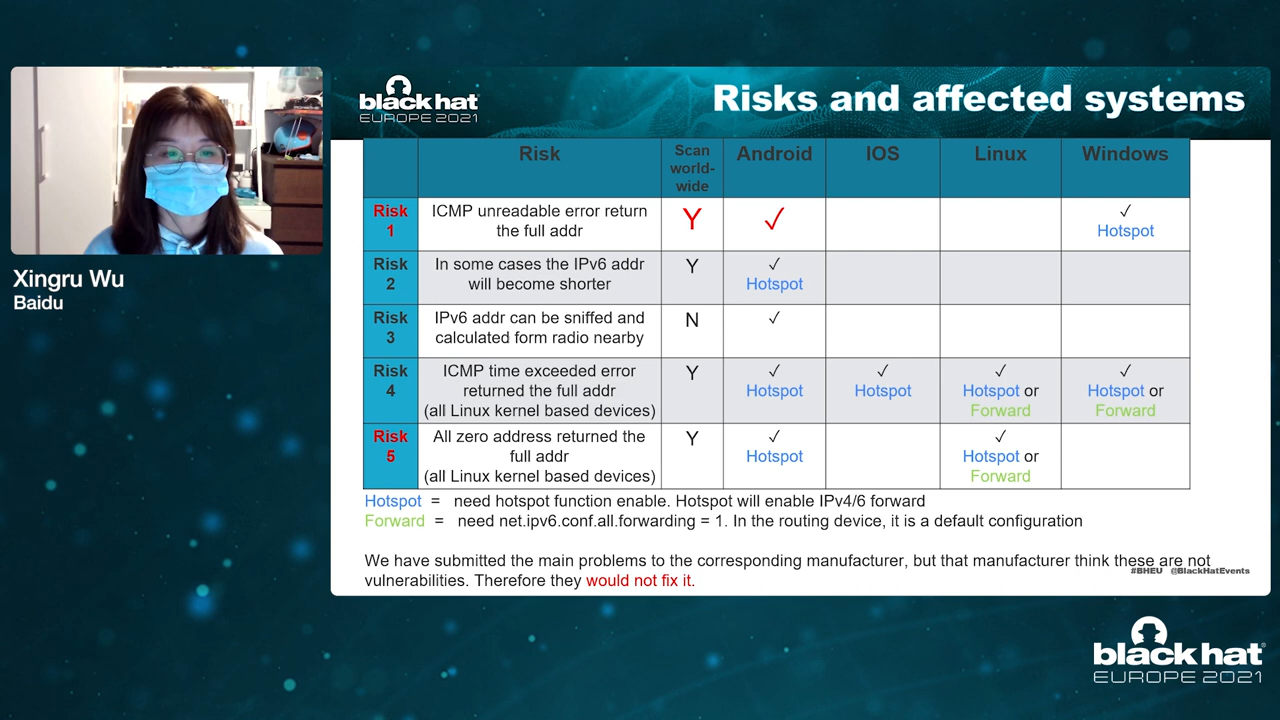 black hat
EUROPE 2021
Risks and affected systems
Xingru Wu
Baidu
Risk
Scan
world-
wide
Android
IOS
Linux
Windows
Risk
1
ICMP unreadable error return
the full addr
Y
✓
✓
Hotspot
Risk
2
In some cases the IPv6 addr
will become shorter
Y
✓
Hotspot
Risk
3
IPv6 addr can be sniffed and
calculated form radio nearby
N
✓
Risk
4
ICMP time exceeded error
returned the full addr
(all Linux kernel based devices)
Y
✓
Hotspot
✓
Hotspot
✓
Hotspot or
Forward
✓
Hotspot or
Forward
Risk
5
All zero address returned the
full addr
(all Linux kernel based devices)
Y
✓
Hotspot
✓
Hotspot or
Forward
Hotspot = need hotspot function enable. Hotspot will enable IPv4/6 forward
Forward = need net.ipv6.conf.all.forwarding = 1. In the routing device, it is a default configuration
We have submitted the main problems to the corresponding manufacturer, but that manufacturer think these are not
vulnerabilities. Therefore they would not fix it.
#BHEU @BlackHatEvents
black hat®
EUROPE 2021